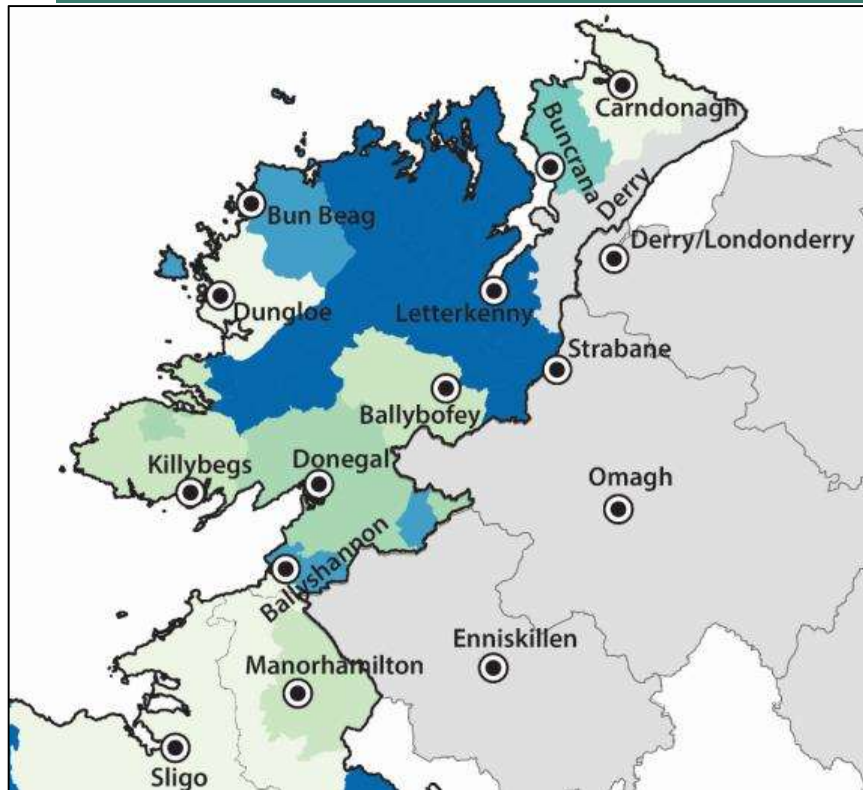 Carndonagh
Buncrana
Derry
Bun Beag
Derry/Londonderry
Dungloe
Letterkenny
Strabane
Ballybofey
Killybegs
Donegal
Omagh
Ballyshannon
Enniskillen
Manorhamilton
Sligo